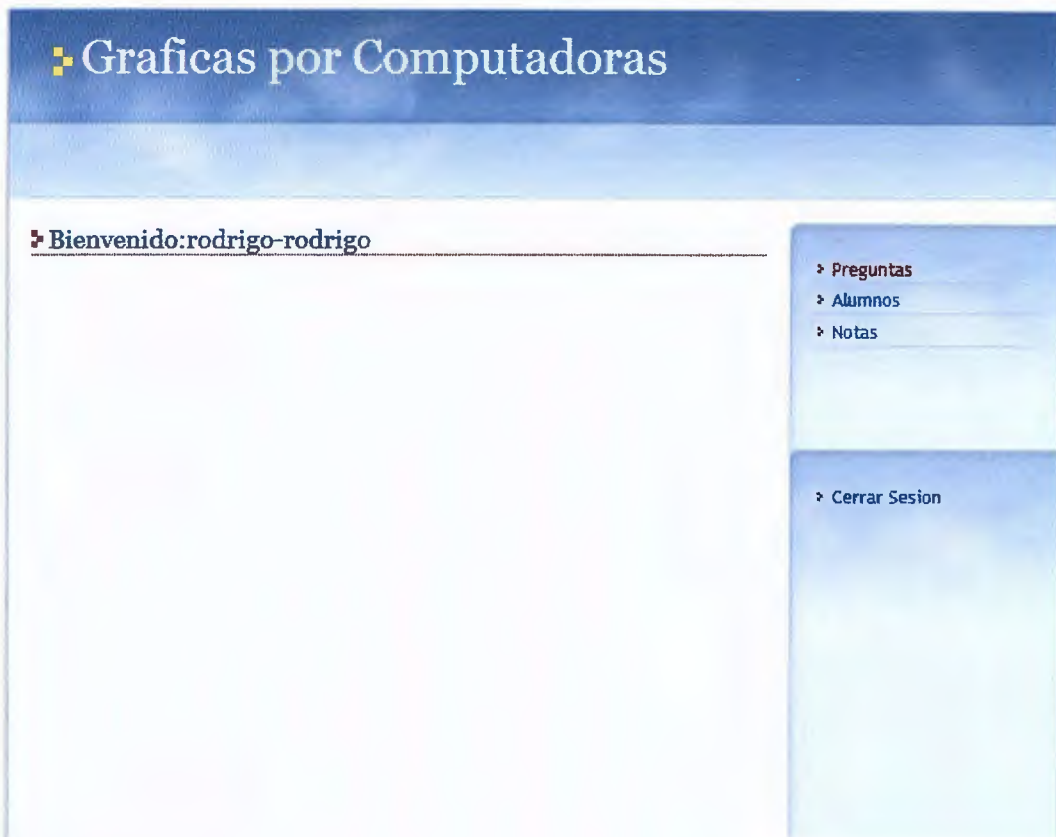 Graficas por Computadoras
Bienvenido:rodrigo-rodrigo
Preguntas
Alumnos
Notas
Cerrar Sesion